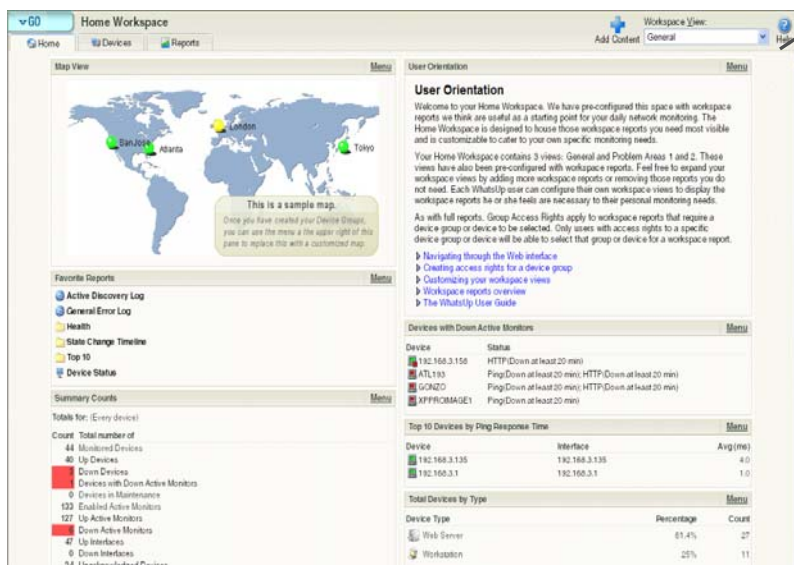 GO
Home Workspace
Add Content
Workspace View:
General
Help
Home
Devices
Reports
Map View
Menu
San Jose
Atlanta
London
Tokyo
This is a sample map.
Once you have created your Device Groups,
you can use the menu a the upper right of this
pane to replace this with a customized map.
Favorite Reports
Menu
Active Discovery Log
General Error Log
Health
State Change Timeline
Top 10
Device Status
Summary Counts
Menu
Totals for: (Every device)
Count Total number of
44 Monitored Devices
40 Up Devices
Down Devices
1 Devices with Down Active Monitors
0 Devices in Maintenance
133 Enabled Active Monitors
127 Up Active Monitors
6 Down Active Monitors
47 Up Interfaces
0 Down Interfaces
User Orientation
Menu
User Orientation
Welcome to your Home Workspace. We have pre-configured this space with workspace
reports we think are useful as a starting point for your daily network monitoring. The
Home Workspace is designed to house those workspace reports you need most visible
and is customizable to cater to your own specific monitoring needs.
Your Home Workspace contains 3 views: General and Problem Areas 1 and 2. These
views have also been pre-configured with workspace reports. Feel free to expand your
workspace views by adding more workspace reports or removing those reports you do
not need. Each WhatsUp user can configure their own workspace views to display the
workspace reports he or she feels are necessary to their personal monitoring needs.
As with full reports, Group Access Rights apply to workspace reports that require a
device group or device to be selected. Only users with access rights to a specific
device group or device will be able to select that group or device for a workspace report.
Navigating through the Web interface
Creating access rights for a device group
Customizing your workspace views
Workspace reports overview
The WhatsUp User Guide
Devices with Down Active Monitors
Menu
Device Status
192.168.3.158 HTTP(Down at least 20 min)
ATL193 Ping(Down at least 20 min); HTTP(Down at least 20 min)
GONZO Ping(Down at least 20 min); HTTP(Down at least 20 min)
XPPROIMAGE1 Ping(Down at least 20 min)
Top 10 Devices by Ping Response Time
Menu
Device Interface Avg (ms)
192.168.3.135 192.168.3.135 4.0
192.168.3.1 192.168.3.1 1.0
Total Devices by Type
Menu
Device Type Percentage Count
Web Server 61.4% 27
Workstation 25% 11